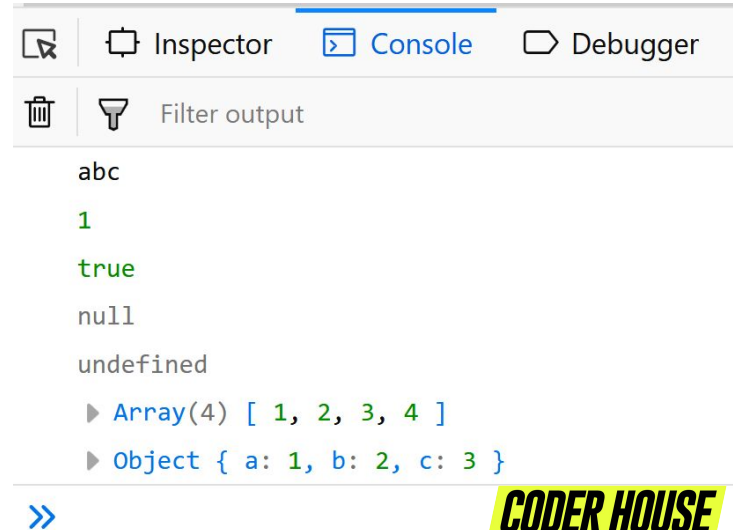 Inspector Console Debugger
Filter output
abc
1
true
null
undefined
Array(4) [ 1, 2, 3, 4 ]
Object { a: 1, b: 2, c: 3 }
CODER HOUSE